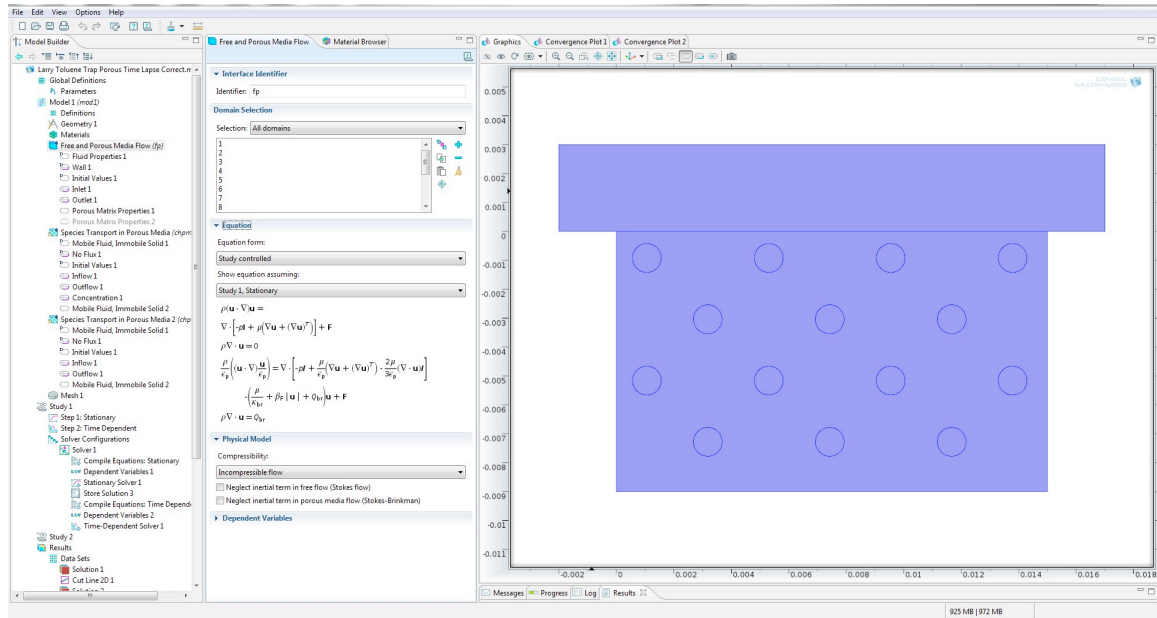 File Edit View Options Help
Model Builder
Larry Toluene Trap Porous Time Lapse Correct.m
Global Definitions
Parameters
Model 1 (mod1)
Definitions
Geometry 1
Materials
Free and Porous Media Flow (fp)
Fluid Properties 1
Wall 1
Initial Values 1
Inlet 1
Outlet 1
Porous Matrix Properties 1
Porous Matrix Properties 2
Species Transport in Porous Media (chpm
Mobile Fluid, Immobile Solid 1
No Flux 1
Initial Values 1
Inflow 1
Outflow 1
Concentration 1
Mobile Fluid, Immobile Solid 2
Species Transport in Porous Media 2 (chp
Mobile Fluid, Immobile Solid 1
No Flux 1
Initial Values 1
Inflow 1
Outflow 1
Mobile Fluid, Immobile Solid 2
Mesh 1
Study 1
Step 1: Stationary
Step 2: Time Dependent
Solver Configurations
Solver 1
Compile Equations: Stationary
Dependent Variables 1
Stationary Solver 1
Store Solution 3
Compile Equations: Time Depende
Dependent Variables 2
Time-Dependent Solver 1
Study 2
Results
Data Sets
Solution 1
Cut Line 2D 1
Free and Porous Media Flow Material Browser
Interface Identifier
Identifier: fp
Domain Selection
Selection: All domains
1
2
3
4
5
6
7
8
Equation
Equation form:
Study controlled
Show equation assuming:
Study 1, Stationary
ρ(u · ∇)u =
∇ · [-pI + μ(∇u + (∇u)ᵀ)] + F
ρ∇ · u = 0
ρ/εp ((u · ∇) u/εp) = ∇ · [-pI + μ/εp (∇u + (∇u)ᵀ) - 2μ/3εp (∇ · u)I]
-(μ/κbr + βF |u| + Qbr)u + F
ρ∇ · u = Qbr
Physical Model
Compressibility:
Incompressible flow
Neglect inertial term in free flow (Stokes flow)
Neglect inertial term in porous media flow (Stokes-Brinkman)
Dependent Variables
Graphics Convergence Plot 1 Convergence Plot 2
COMSOL
MULTIPHYSICS
0.005
0.004
0.003
0.002
0.001
0
-0.001
-0.002
-0.003
-0.004
-0.005
-0.006
-0.007
-0.008
-0.009
-0.01
-0.011
-0.002 0 0.002 0.004 0.006 0.008 0.01 0.012 0.014 0.016 0.018
Messages Progress Log Results
925 MB | 972 MB